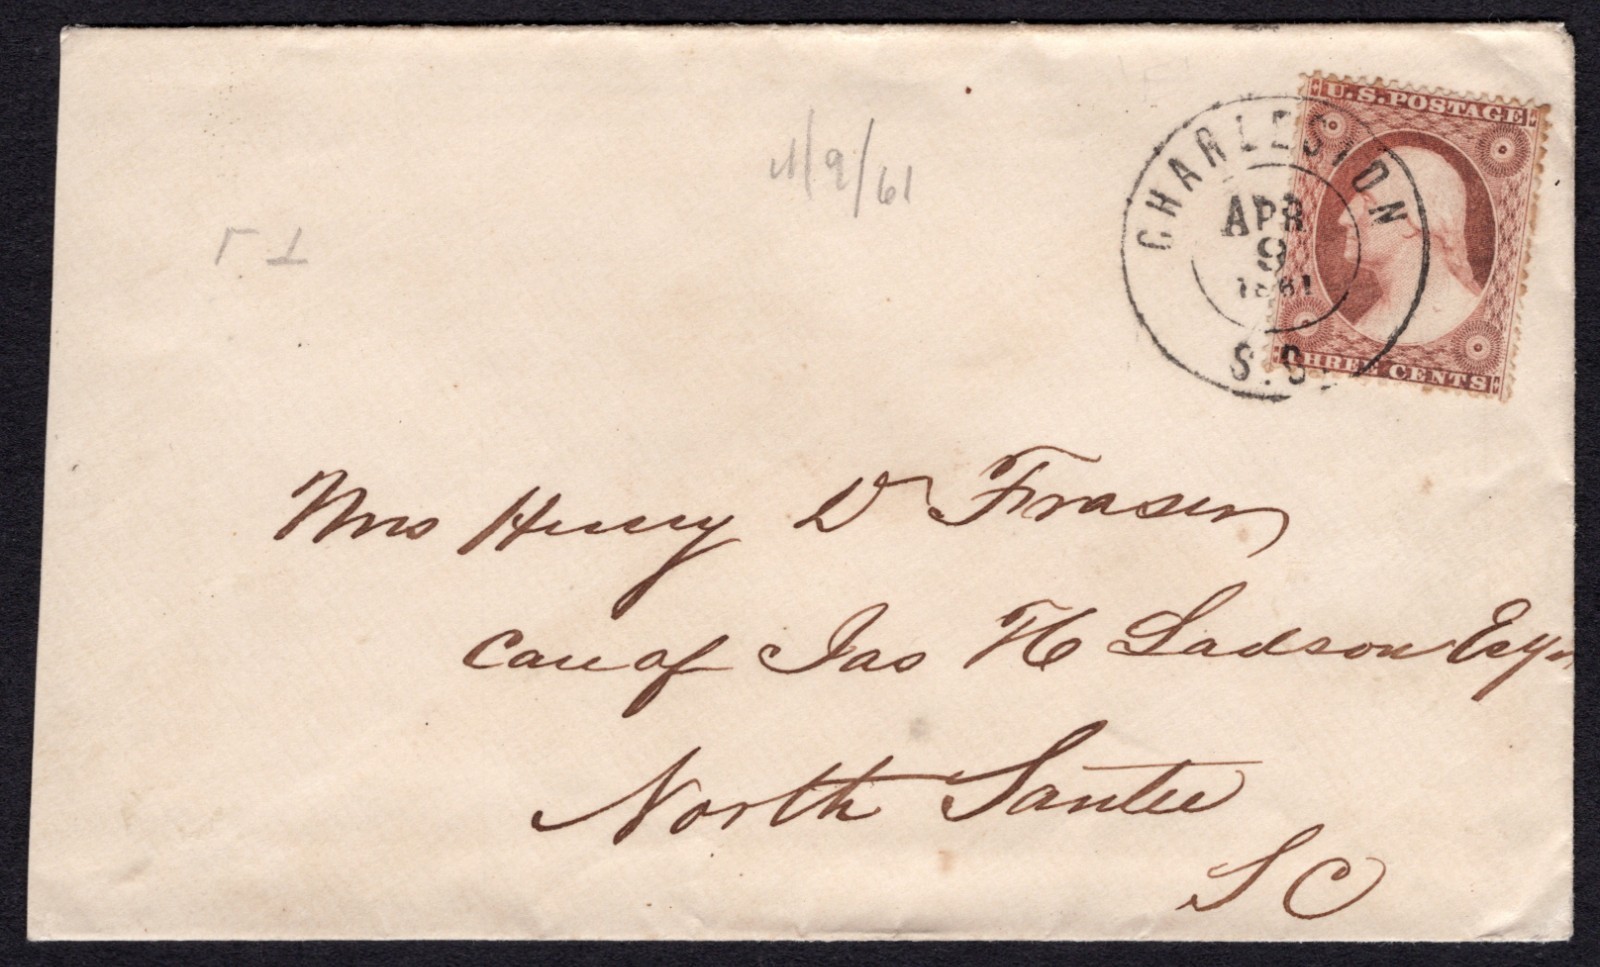 U.S. POSTAGE
THREE CENTS
CHARLESTON
APR
9
1861
S.C.
4/9/61
Mrs Henry D Fraser
Care of Jas H Ladson Esqr
North Santee
S C